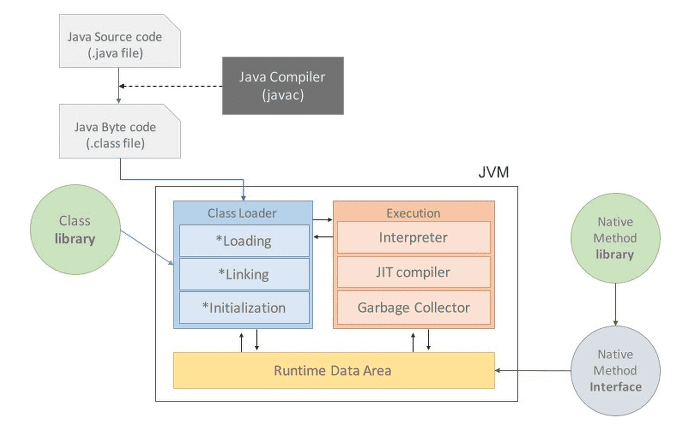 Java Source code
(.java file)
Java Compiler
(javac)
Java Byte code
(.class file)
JVM
Class
library
Class Loader
*Loading
*Linking
*Initialization
Execution
Interpreter
JIT compiler
Garbage Collector
Runtime Data Area
Native
Method
library
Native
Method
Interface